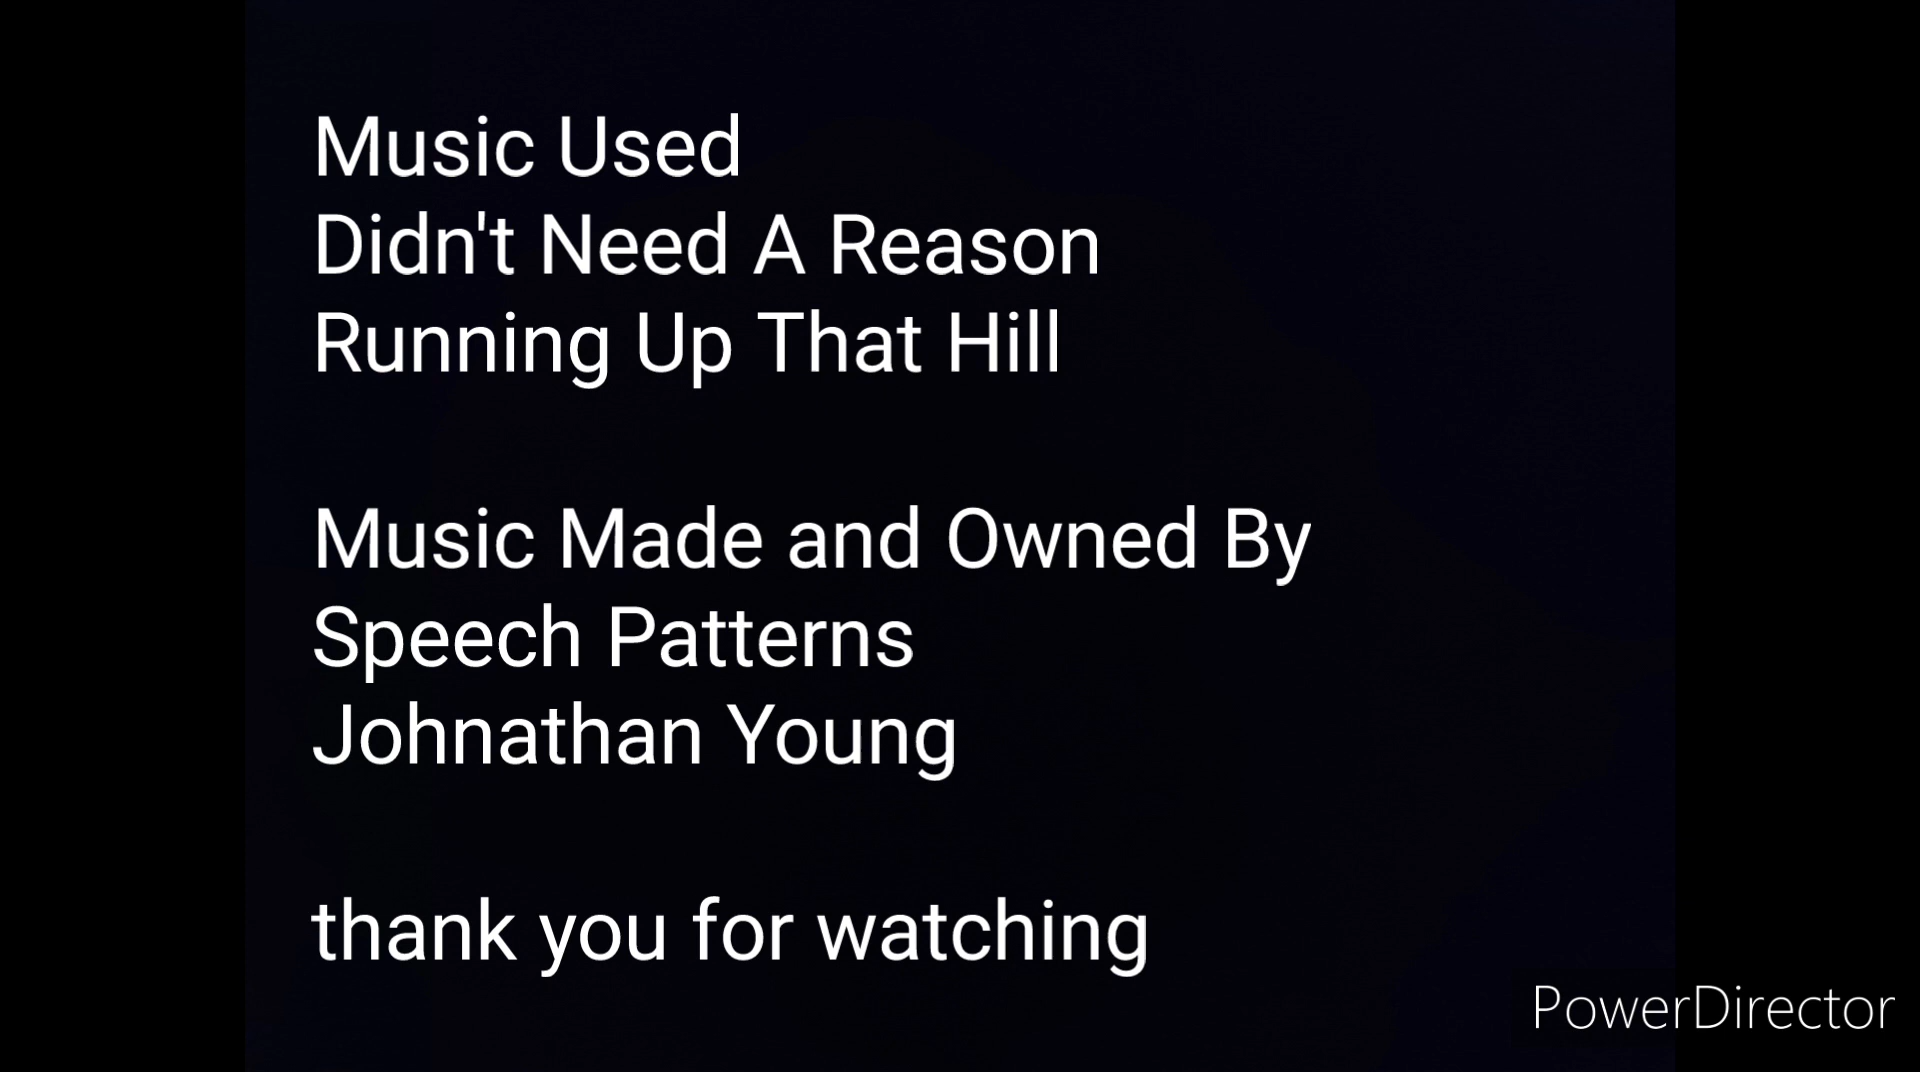 Music Used
Didn't Need A Reason
Running Up That Hill
Music Made and Owned By
Speech Patterns
Johnathan Young
thank you for watching
PowerDirector